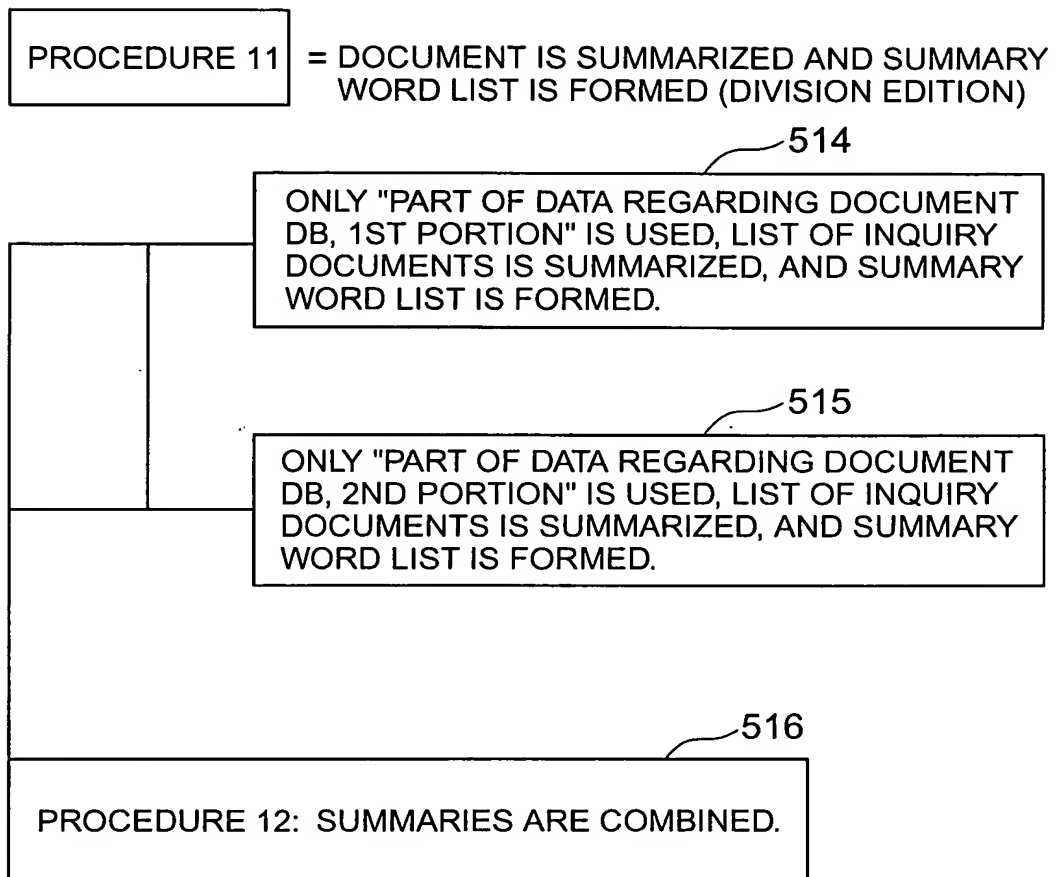 PROCEDURE 11
= DOCUMENT IS SUMMARIZED AND SUMMARY
WORD LIST IS FORMED (DIVISION EDITION)
514
ONLY "PART OF DATA REGARDING DOCUMENT
DB, 1ST PORTION" IS USED, LIST OF INQUIRY
DOCUMENTS IS SUMMARIZED, AND SUMMARY
WORD LIST IS FORMED.
515
ONLY "PART OF DATA REGARDING DOCUMENT
DB, 2ND PORTION" IS USED, LIST OF INQUIRY
DOCUMENTS IS SUMMARIZED, AND SUMMARY
WORD LIST IS FORMED.
516
PROCEDURE 12: SUMMARIES ARE COMBINED.